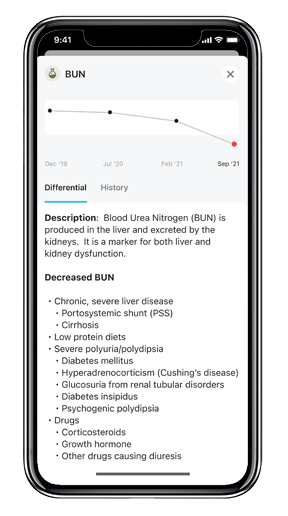 9:41
BUN
Dec '19 Jul '20 Feb '21 Sep '21
Differential History
Description: Blood Urea Nitrogen (BUN) is
produced in the liver and excreted by the
kidneys. It is a marker for both liver and
kidney dysfunction.
Decreased BUN
• Chronic, severe liver disease
• Portosystemic shunt (PSS)
• Cirrhosis
• Low protein diets
• Severe polyuria/polydipsia
• Diabetes mellitus
• Hyperadrenocorticism (Cushing's disease)
• Glucosuria from renal tubular disorders
• Diabetes insipidus
• Psychogenic polydipsia
• Drugs
• Corticosteroids
• Growth hormone
• Other drugs causing diuresis